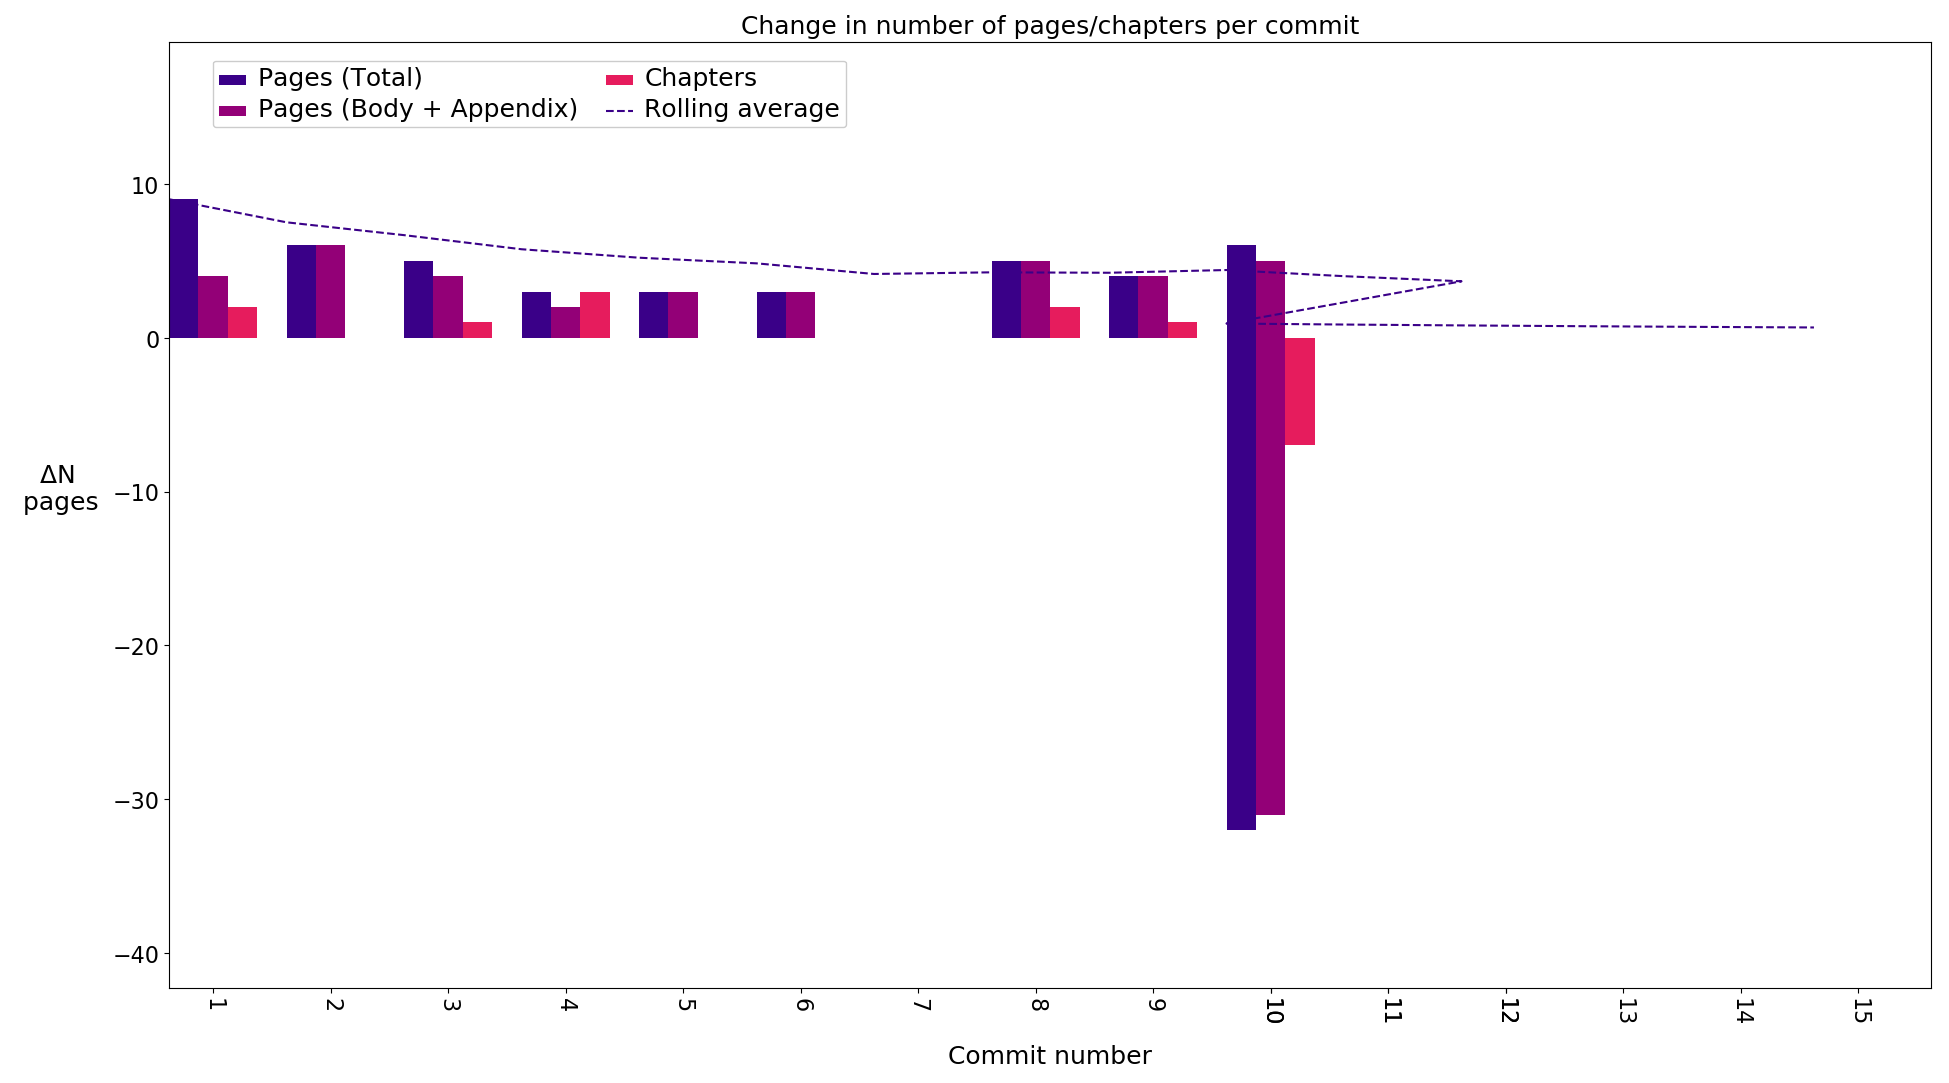 Change in number of pages/chapters per commit
Pages (Total)
Pages (Body + Appendix)
Chapters
Rolling average
10
0
−10
−20
−30
−40
ΔN
pages
1
2
3
4
5
6
7
8
9
10
11
12
13
14
15
Commit number